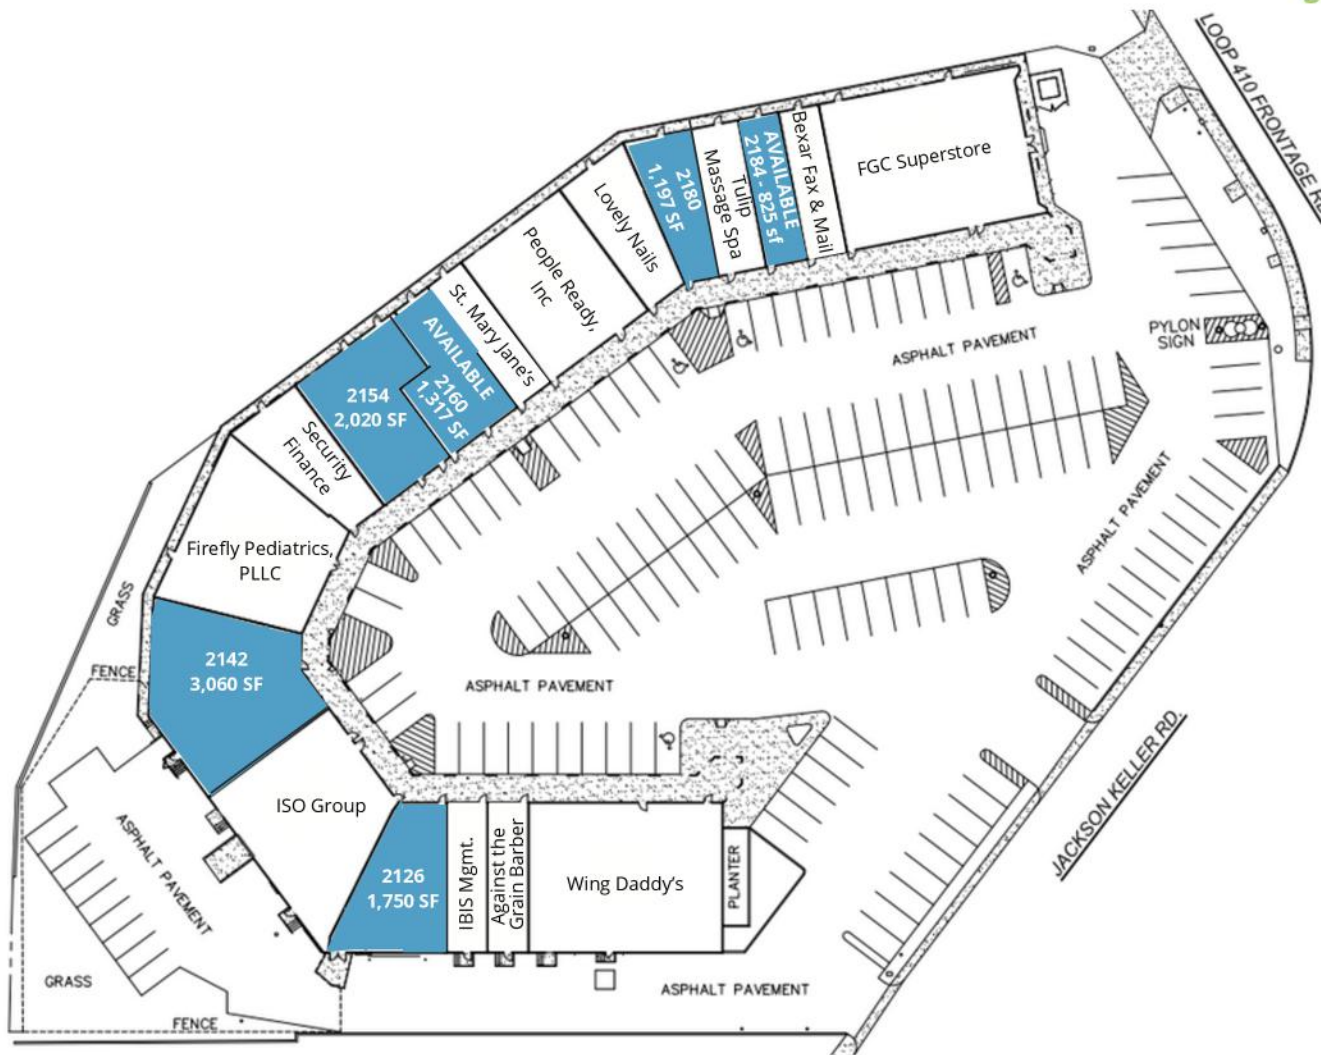 LOOP 410 FRONTAGE
FGC Superstore
Bexar Fax & Mail
AVAILABLE
2184 - 825 sf
Tulip
Massage Spa
2180
1,197 SF
Lovely Nails
People Ready,
Inc
St. Mary Jane's
AVAILABLE
2160
1,317 SF
2154
2,020 SF
Security
Finance
Firefly Pediatrics,
PLLC
2142
3,060 SF
ISO Group
2126
1,750 SF
IBIS Mgmt.
Against the
Grain Barber
Wing Daddy's
PLANTER
PYLON
SIGN
ASPHALT PAVEMENT
ASPHALT PAVEMENT
ASPHALT PAVEMENT
JACKSON KELLER RD.
GRASS
FENCE
ASPHALT PAVEMENT
GRASS
FENCE
ASPHALT PAVEMENT